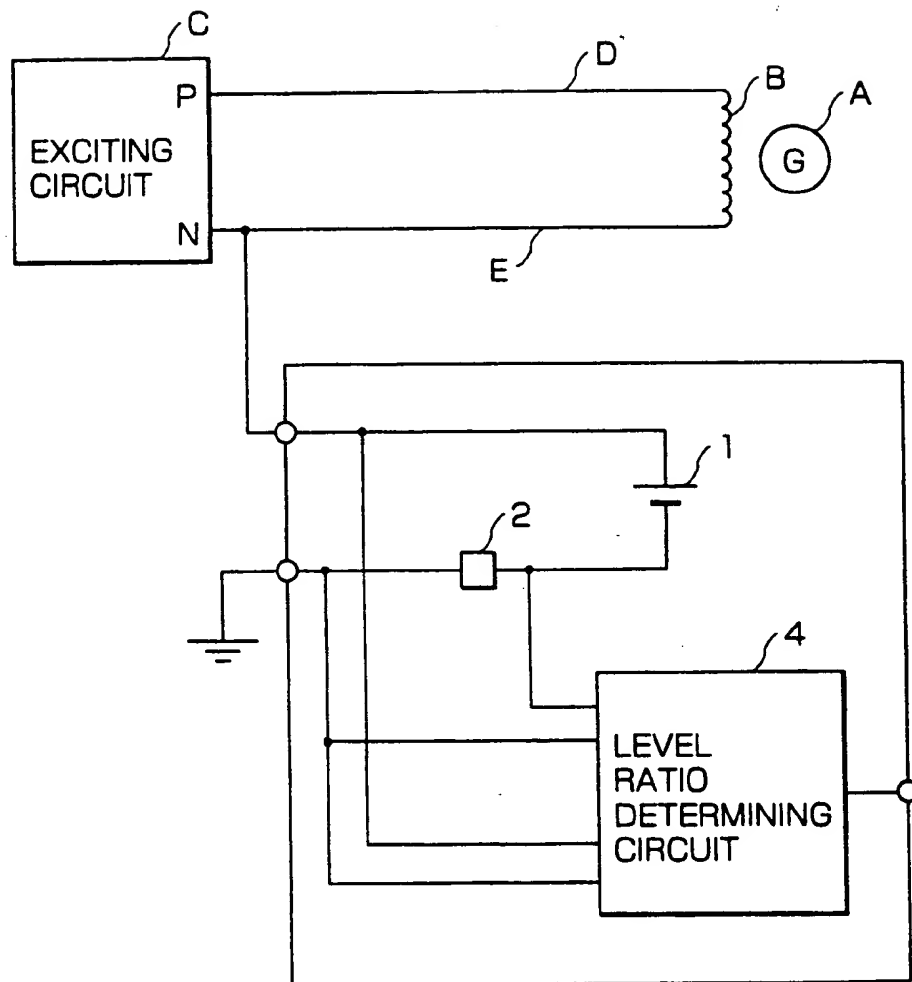 C
D
P
B
A
EXCITING
CIRCUIT
G
N
E
1
2
4
LEVEL
RATIO
DETERMINING
CIRCUIT